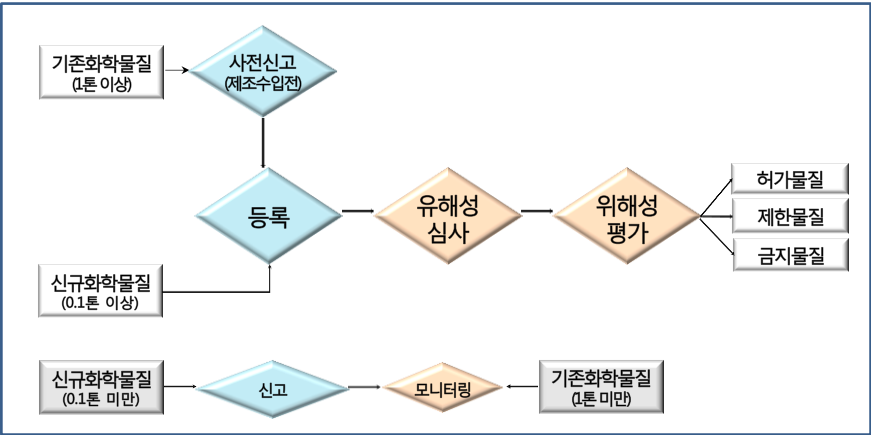 기존화학물질
(1톤 이상)
사전신고
(제조수입전)
등록
유해성
심사
위해성
평가
허가물질
제한물질
금지물질
신규화학물질
(0.1톤 이상)
신규화학물질
(0.1톤 미만)
신고
모니터링
기존화학물질
(1톤 미만)